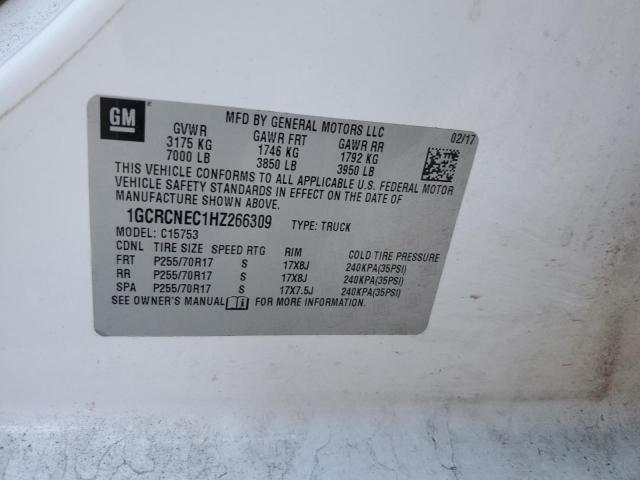 GM
MFD BY GENERAL MOTORS LLC
02/17
GVWR GAWR FRT GAWR RR
3175 KG 1746 KG 1792 KG
7000 LB 3850 LB 3950 LB
THIS VEHICLE CONFORMS TO ALL APPLICABLE U.S. FEDERAL MOTOR
VEHICLE SAFETY STANDARDS IN EFFECT ON THE DATE OF
MANUFACTURE SHOWN ABOVE.
1GCRCNEC1HZ266309 TYPE: TRUCK
MODEL: C15753
CDNL TIRE SIZE SPEED RTG RIM COLD TIRE PRESSURE
FRT P255/70R17 S 17X8J 240KPA(35PSI)
RR P255/70R17 S 17X8J 240KPA(35PSI)
SPA P255/70R17 S 17X7.5J 240KPA(35PSI)
SEE OWNER'S MANUAL FOR MORE INFORMATION.